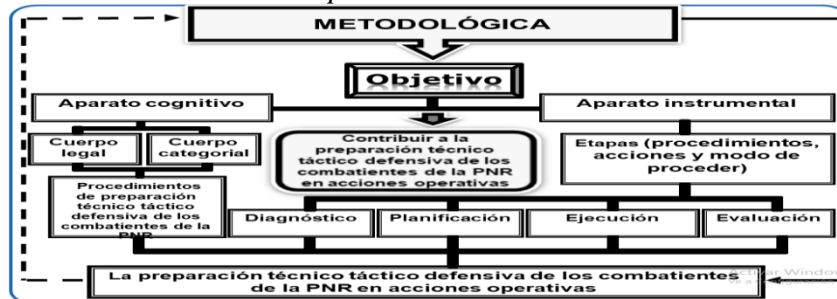 METODOLÓGICA
Objetivo
Aparato cognitivo
Aparato instrumental
Cuerpo
legal
Cuerpo
categorial
Contribuir a la
preparación técnico
táctico defensiva de los
combatientes de la PNR
en acciones operativas
Etapas (procedimientos,
acciones y modo de
proceder)
Procedimientos
de preparación
técnico táctico
defensiva de los
combatientes de la
PNR
Diagnóstico
Planificación
Ejecución
Evaluación
La preparación técnico táctico defensiva de los combatientes
de la PNR en acciones operativas
Activar Window